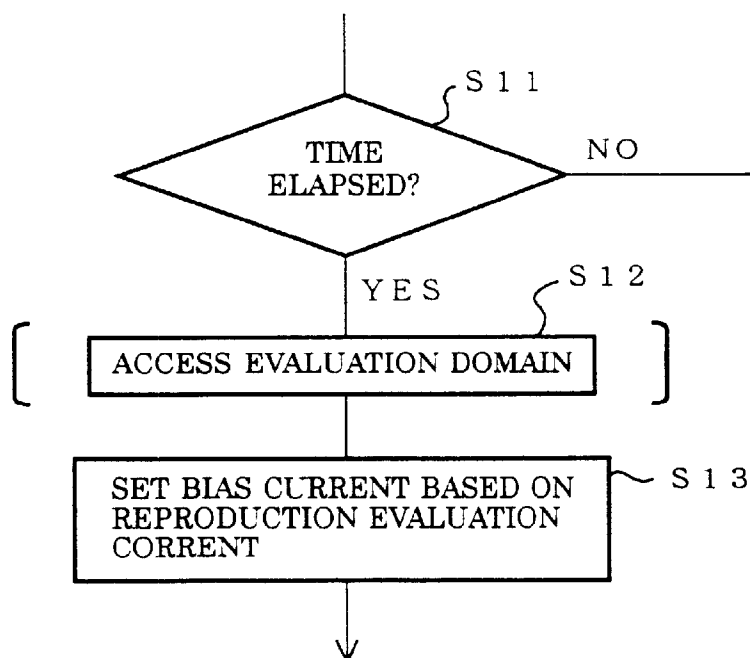 S11
TIME
ELAPSED?
NO
YES
S12
ACCESS EVALUATION DOMAIN
S13
SET BIAS CURRENT BASED ON
REPRODUCTION EVALUATION
CORRENT